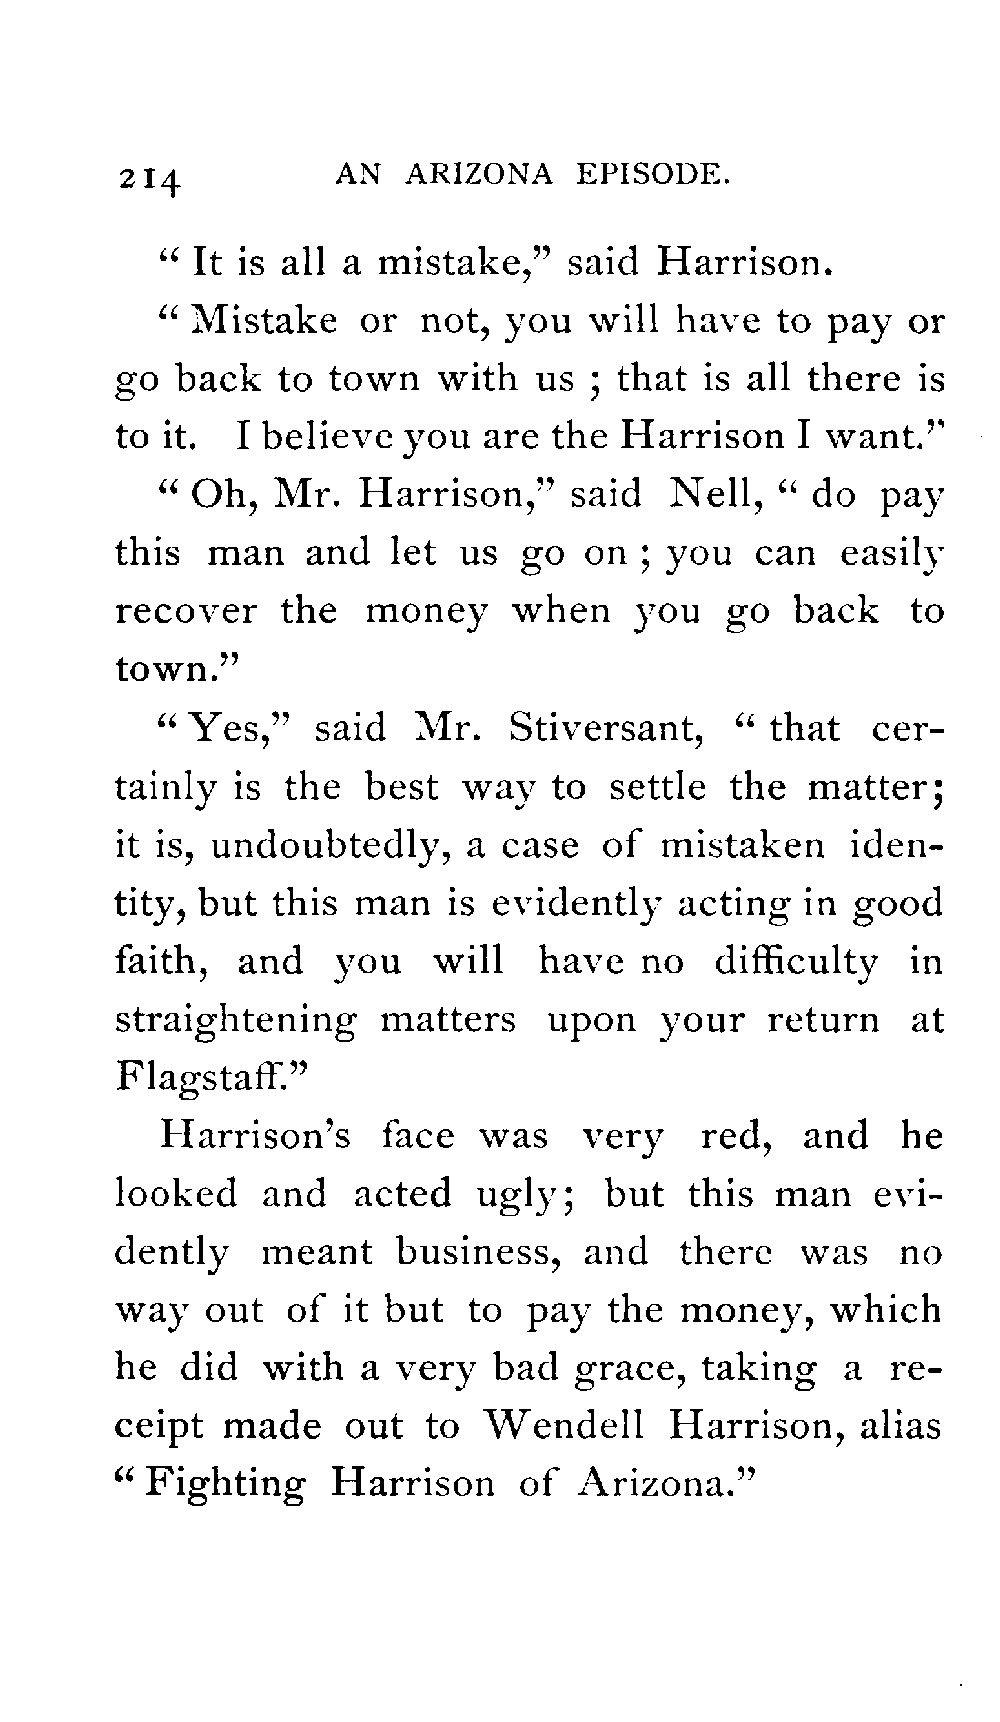 214 AN ARIZONA EPISODE.
“ It is all a mistake,” said Harrison.
“ Mistake or not, you will have to pay or
go back to town with us ; that is all there is
to it. I believe you are the Harrison I want.”
“ Oh, Mr. Harrison,” said Nell, “ do pay
this man and let us go on ; you can easily
recover the money when you go back to
town.”
“ Yes,” said Mr. Stiversant, “ that cer-
tainly is the best way to settle the matter;
it is, undoubtedly, a case of mistaken iden-
tity, but this man is evidently acting in good
faith, and you will have no difficulty in
straightening matters upon your return at
Flagstaff.”
Harrison’s face was very red, and he
looked and acted ugly; but this man evi-
dently meant business, and there was no
way out of it but to pay the money, which
he did with a very bad grace, taking a re-
ceipt made out to Wendell Harrison, alias
“ Fighting Harrison of Arizona.”